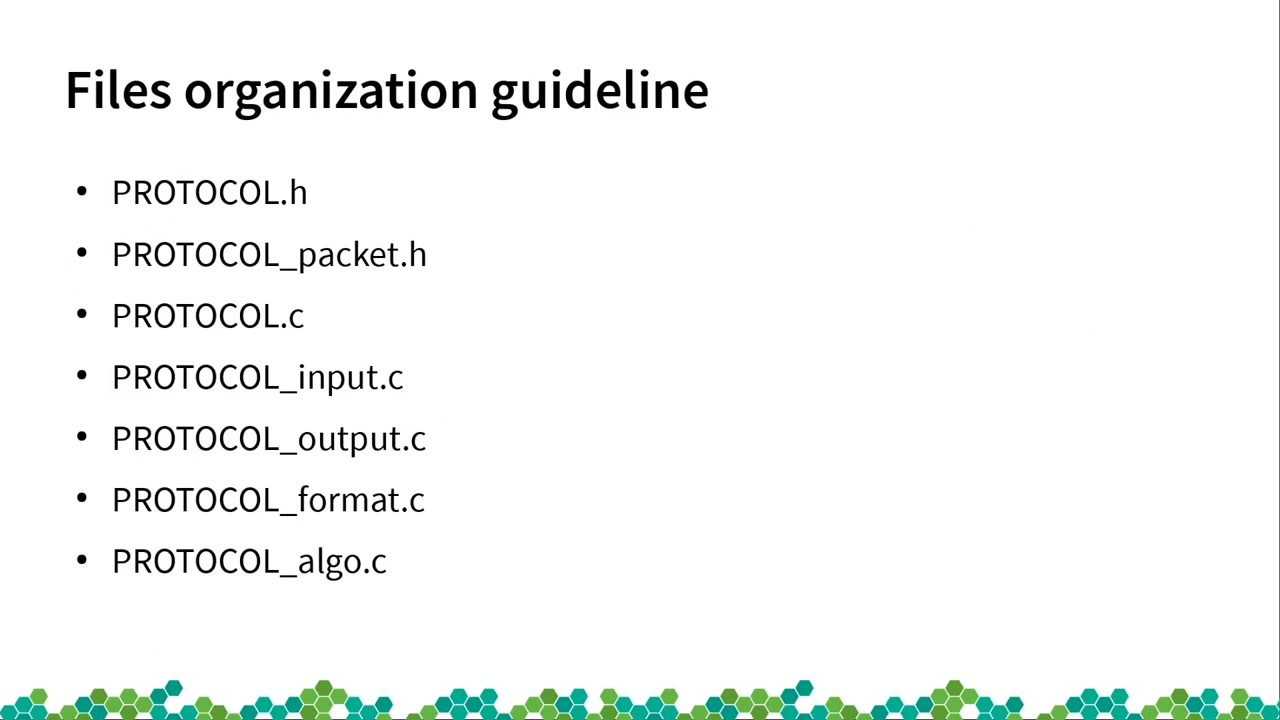 Files organization guideline
• PROTOCOL.h
• PROTOCOL_packet.h
• PROTOCOL.c
• PROTOCOL_input.c
• PROTOCOL_output.c
• PROTOCOL_format.c
• PROTOCOL_algo.c